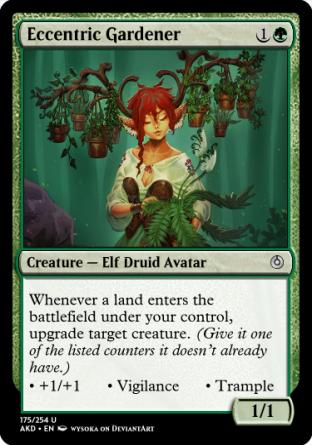 Eccentric Gardener 1
Creature — Elf Druid Avatar
Whenever a land enters the
battlefield under your control,
upgrade target creature. (Give it one
of the listed counters it doesn't already
have.)
• +1/+1 • Vigilance • Trample
175/254 U
AKD • EN wysoka on DeviantArt
1/1